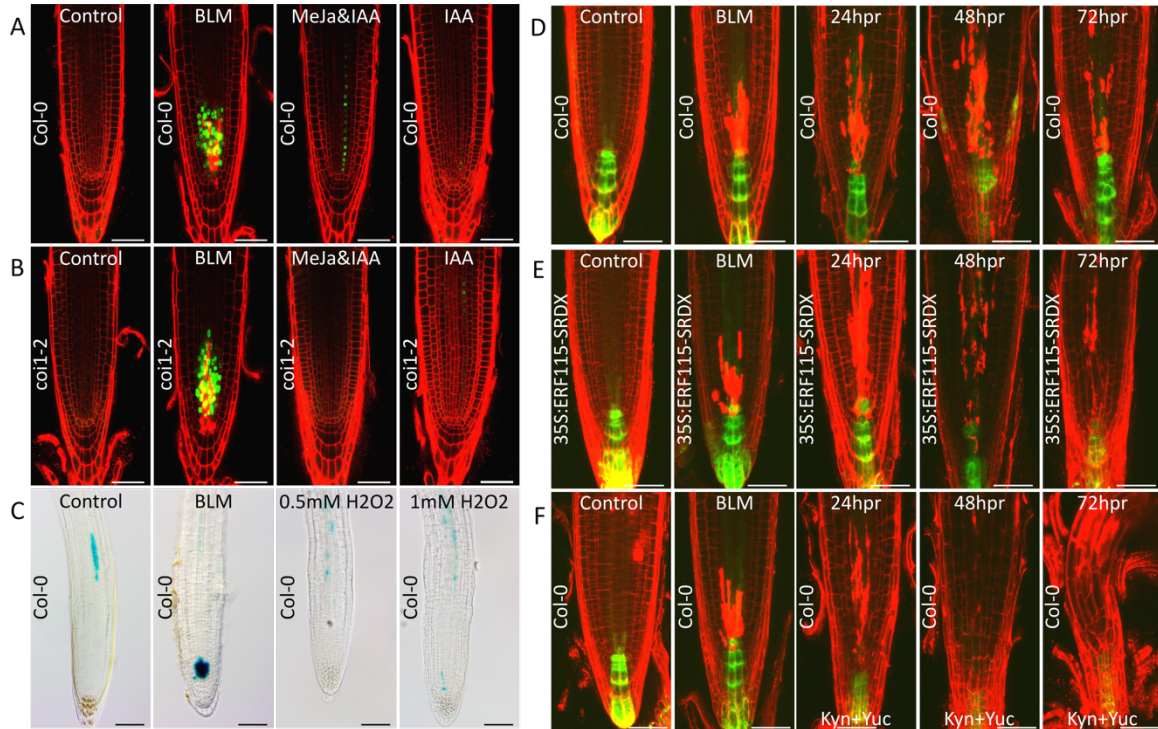 A
Control BLM MeJa&IAA IAA
Col-0 Col-0 Col-0 Col-0
B
Control BLM MeJa&IAA IAA
coi1-2 coi1-2 coi1-2 coi1-2
C
Control BLM 0.5mM H2O2 1mM H2O2
Col-0 Col-0 Col-0 Col-0
D
Control BLM 24hpr 48hpr 72hpr
Col-0 Col-0 Col-0 Col-0 Col-0
E
Control BLM 24hpr 48hpr 72hpr
35S:ERF115-SRDX 35S:ERF115-SRDX 35S:ERF115-SRDX 35S:ERF115-SRDX 35S:ERF115-SRDX
F
Control BLM 24hpr 48hpr 72hpr
Col-0 Col-0 Col-0 Col-0 Col-0
Kyn+Yuc Kyn+Yuc Kyn+Yuc